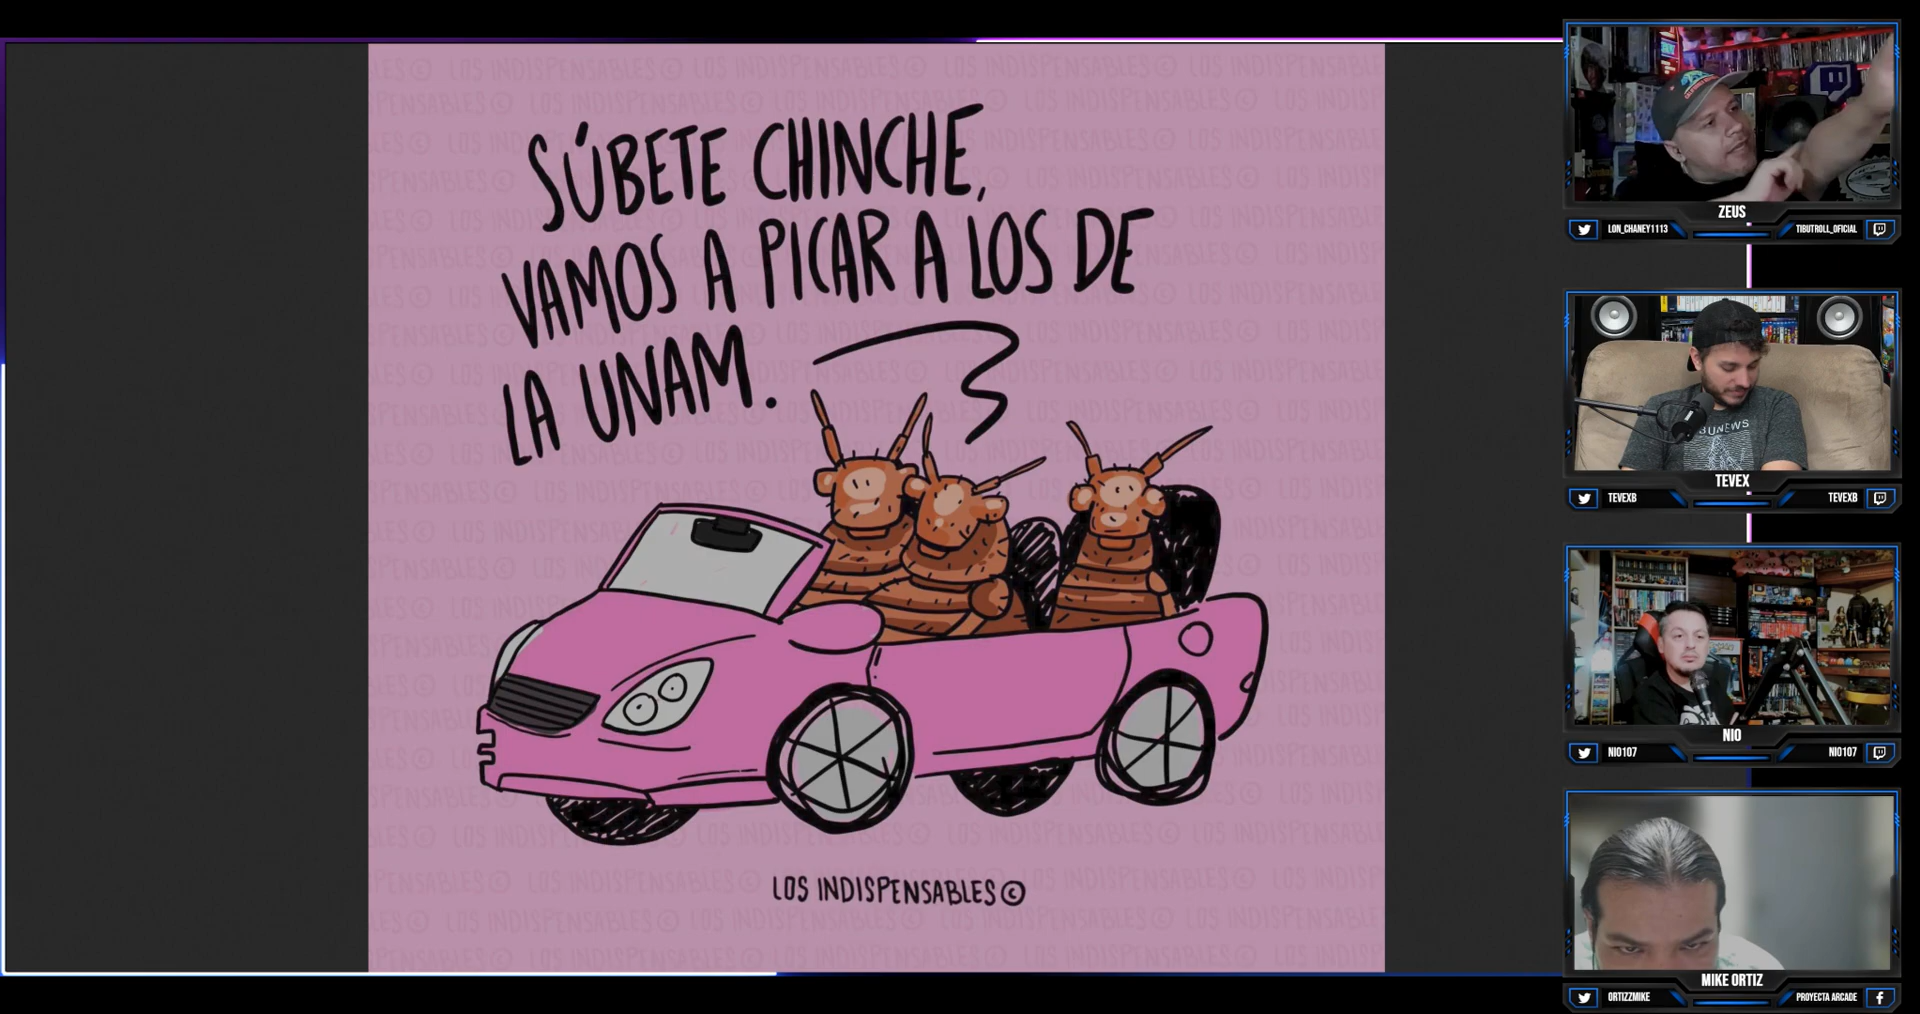 SÚBETE CHINCHE,
VAMOS A PICAR A LOS DE
LA UNAM.
LOS INDISPENSABLES©
ZEUS
LON_CHANEY1113
TIBUTROLL_OFICIAL
TEVEX
TEVEXB
TEVEXB
NIO
NIO107
NIO107
MIKE ORTIZ
ORTIZZMIKE
PROYECTA ARCADE